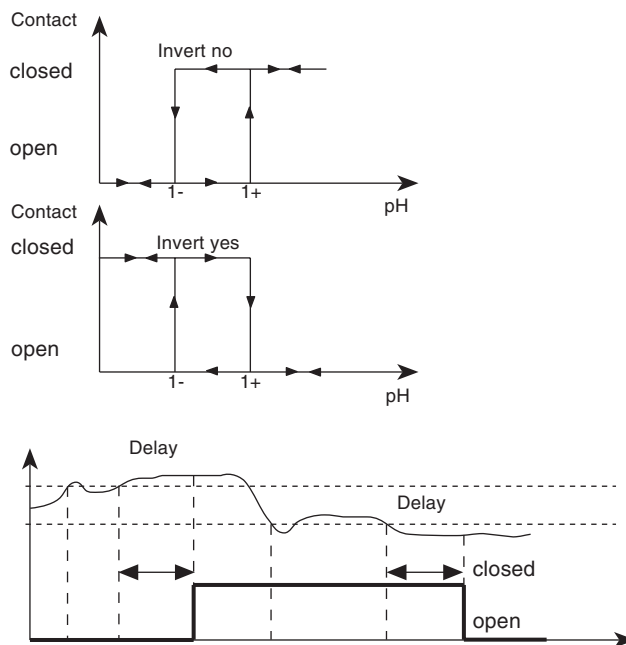 Contact
Invert no
closed
open
1- 1+
pH
Contact
closed Invert yes
open
1- 1+
pH
Delay
Delay
closed
open